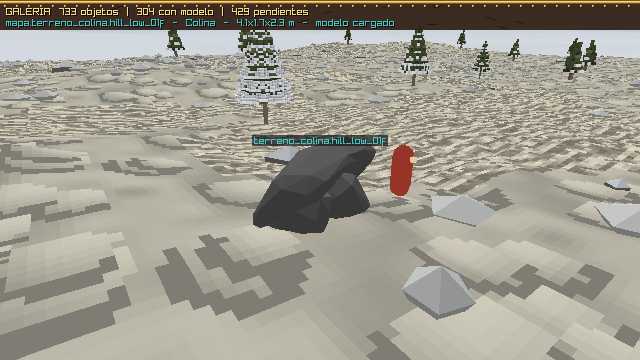 GALERIA 733 objetos | 304 con modelo | 429 pendientes
mapa.terreno_colina.hill_low_01f - Colina - 4.1x1.7x2.3 m - modelo cargado
terreno_colina.hill_low_01f